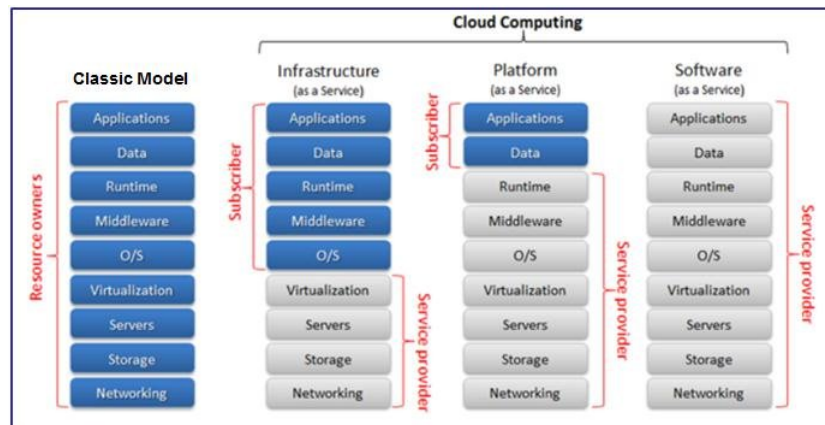 Cloud Computing
Classic Model
Resource owners
Applications
Data
Runtime
Middleware
O/S
Virtualization
Servers
Storage
Networking
Infrastructure
(as a Service)
Subscriber
Applications
Data
Runtime
Middleware
O/S
Virtualization
Servers
Storage
Networking
Service provider
Platform
(as a Service)
Subscriber
Applications
Data
Runtime
Middleware
O/S
Virtualization
Servers
Storage
Networking
Service provider
Software
(as a Service)
Applications
Data
Runtime
Middleware
O/S
Virtualization
Servers
Storage
Networking
Service provider